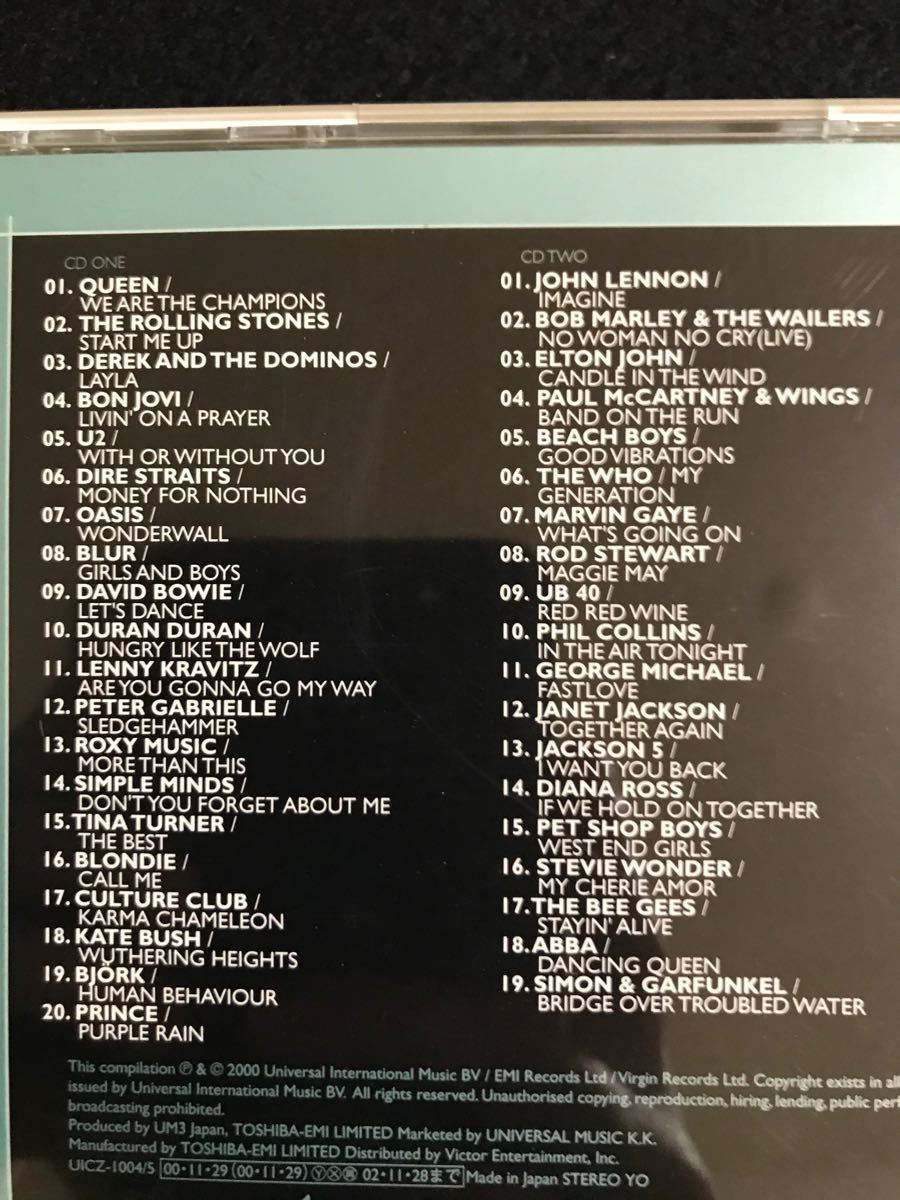 CD ONE
01. QUEEN /
WE ARE THE CHAMPIONS
02. THE ROLLING STONES /
START ME UP
03. DEREK AND THE DOMINOS /
LAYLA
04. BON JOVI /
LIVIN' ON A PRAYER
05. U2 /
WITH OR WITHOUT YOU
06. DIRE STRAITS /
MONEY FOR NOTHING
07. OASIS /
WONDERWALL
08. BLUR /
GIRLS AND BOYS
09. DAVID BOWIE /
LET'S DANCE
10. DURAN DURAN /
HUNGRY LIKE THE WOLF
11. LENNY KRAVITZ /
ARE YOU GONNA GO MY WAY
12. PETER GABRIELLE /
SLEDGEHAMMER
13. ROXY MUSIC /
MORE THAN THIS
14. SIMPLE MINDS /
DON'T YOU FORGET ABOUT ME
15. TINA TURNER /
THE BEST
16. BLONDIE /
CALL ME
17. CULTURE CLUB /
KARMA CHAMELEON
18. KATE BUSH /
WUTHERING HEIGHTS
19. BJÖRK /
HUMAN BEHAVIOUR
20. PRINCE /
PURPLE RAIN
CD TWO
01. JOHN LENNON /
IMAGINE
02. BOB MARLEY & THE WAILERS /
NO WOMAN NO CRY(LIVE)
03. ELTON JOHN /
CANDLE IN THE WIND
04. PAUL McCARTNEY & WINGS /
BAND ON THE RUN
05. BEACH BOYS /
GOOD VIBRATIONS
06. THE WHO / MY
GENERATION
07. MARVIN GAYE /
WHAT'S GOING ON
08. ROD STEWART /
MAGGIE MAY
09. UB 40 /
RED RED WINE
10. PHIL COLLINS /
IN THE AIR TONIGHT
11. GEORGE MICHAEL /
FASTLOVE
12. JANET JACKSON /
TOGETHER AGAIN
13. JACKSON 5 /
I WANT YOU BACK
14. DIANA ROSS /
IF WE HOLD ON TOGETHER
15. PET SHOP BOYS /
WEST END GIRLS
16. STEVIE WONDER /
MY CHERIE AMOR
17. THE BEE GEES /
STAYIN' ALIVE
18. ABBA /
DANCING QUEEN
19. SIMON & GARFUNKEL /
BRIDGE OVER TROUBLED WATER
This compilation ℗ & © 2000 Universal International Music BV / EMI Records Ltd / Virgin Records Ltd. Copyright exists in all
issued by Universal International Music BV. All rights reserved. Unauthorised copying, reproduction, hiring, lending, public perf
broadcasting prohibited.
Produced by UM3 Japan, TOSHIBA-EMI LIMITED Marketed by UNIVERSAL MUSIC K.K.
Manufactured by TOSHIBA-EMI LIMITED Distributed by Victor Entertainment, Inc.
UICZ-1004/5 00・11・29 (00・11・29) 02・11・28まで Made in Japan STEREO YO